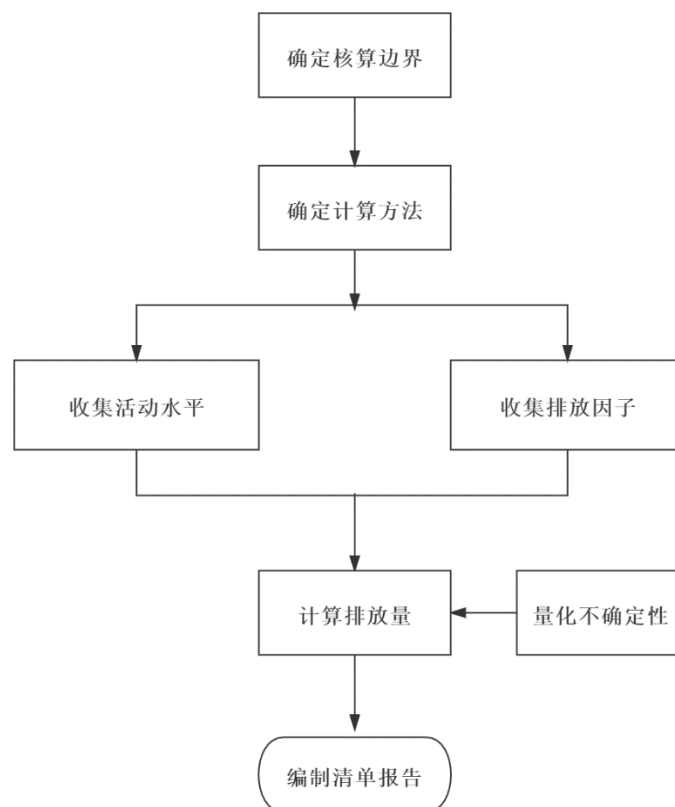 确定核算边界
确定计算方法
收集活动水平
收集排放因子
计算排放量
量化不确定性
编制清单报告